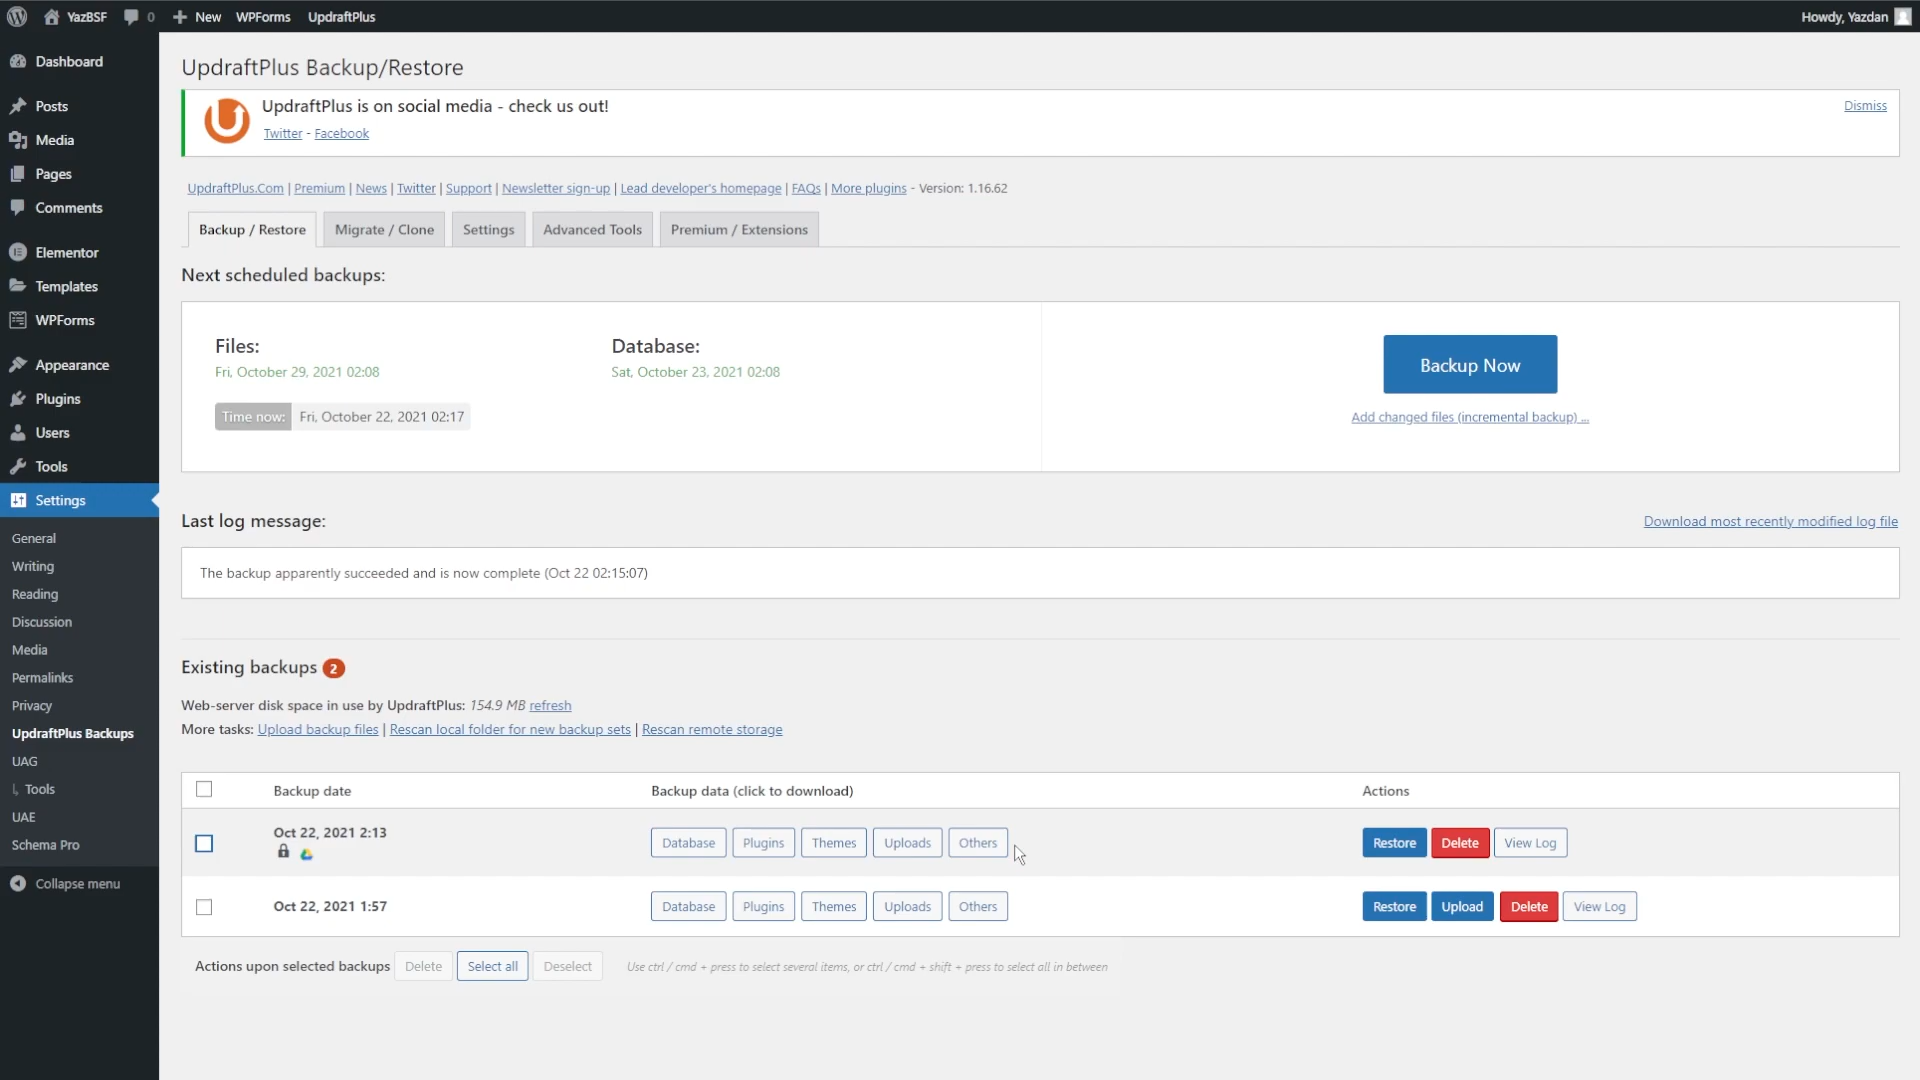 YazBSF 0 New WPForms UpdraftPlus Howdy, Yazdan
Dashboard
Posts
Media
Pages
Comments
Elementor
Templates
WPForms
Appearance
Plugins
Users
Tools
Settings
General
Writing
Reading
Discussion
Media
Permalinks
Privacy
UpdraftPlus Backups
UAG
Tools
UAE
Schema Pro
Collapse menu
UpdraftPlus Backup/Restore
UpdraftPlus is on social media - check us out! Dismiss
Twitter - Facebook
UpdraftPlus.Com | Premium | News | Twitter | Support | Newsletter sign-up | Lead developer's homepage | FAQs | More plugins - Version: 1.16.62
Backup / Restore Migrate / Clone Settings Advanced Tools Premium / Extensions
Next scheduled backups:
Files: Database:
Fri, October 29, 2021 02:08 Sat, October 23, 2021 02:08
Time now: Fri, October 22, 2021 02:17
Backup Now
Add changed files (incremental backup) ...
Last log message: Download most recently modified log file
The backup apparently succeeded and is now complete (Oct 22 02:15:07)
Existing backups 2
Web-server disk space in use by UpdraftPlus: 154.9 MB refresh
More tasks: Upload backup files | Rescan local folder for new backup sets | Rescan remote storage
Backup date Backup data (click to download) Actions
Oct 22, 2021 2:13 Database Plugins Themes Uploads Others Restore Delete View Log
Oct 22, 2021 1:57 Database Plugins Themes Uploads Others Restore Upload Delete View Log
Actions upon selected backups Delete Select all Deselect Use ctrl / cmd + press to select several items, or ctrl / cmd + shift + press to select all in between